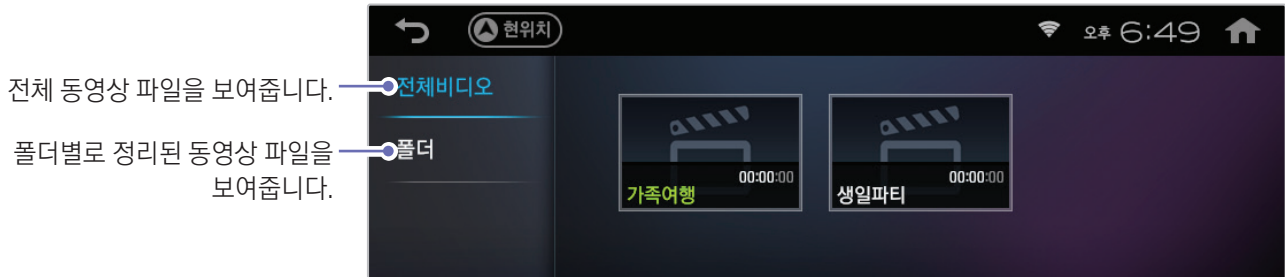 현위치
오후 6:49
전체 동영상 파일을 보여줍니다.
전체비디오
폴더별로 정리된 동영상 파일을
보여줍니다.
폴더
00:00:00
가족여행
00:00:00
생일파티